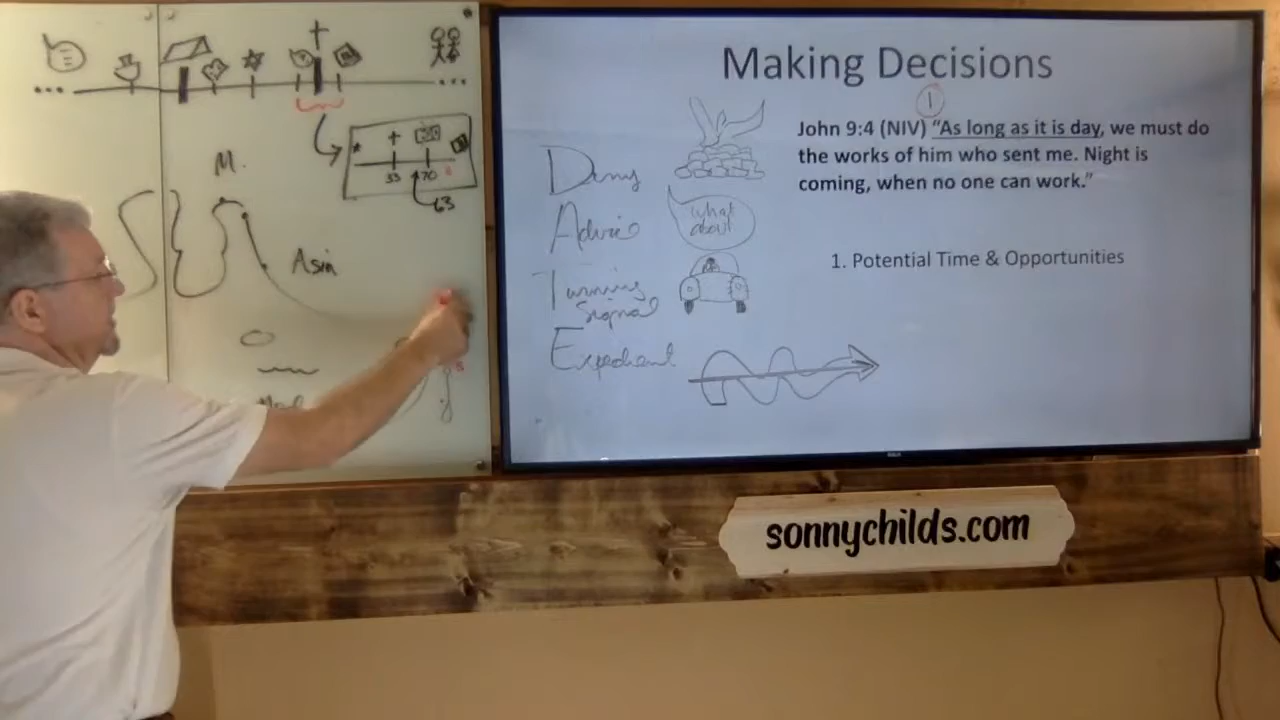 M.
33 70
63
Asia
Making Decisions
1
John 9:4 (NIV) "As long as it is day, we must do
the works of him who sent me. Night is
coming, when no one can work."
1. Potential Time & Opportunities
Deny
Advice
what
about
Turning
Signal
Expedient
sonnychilds.com